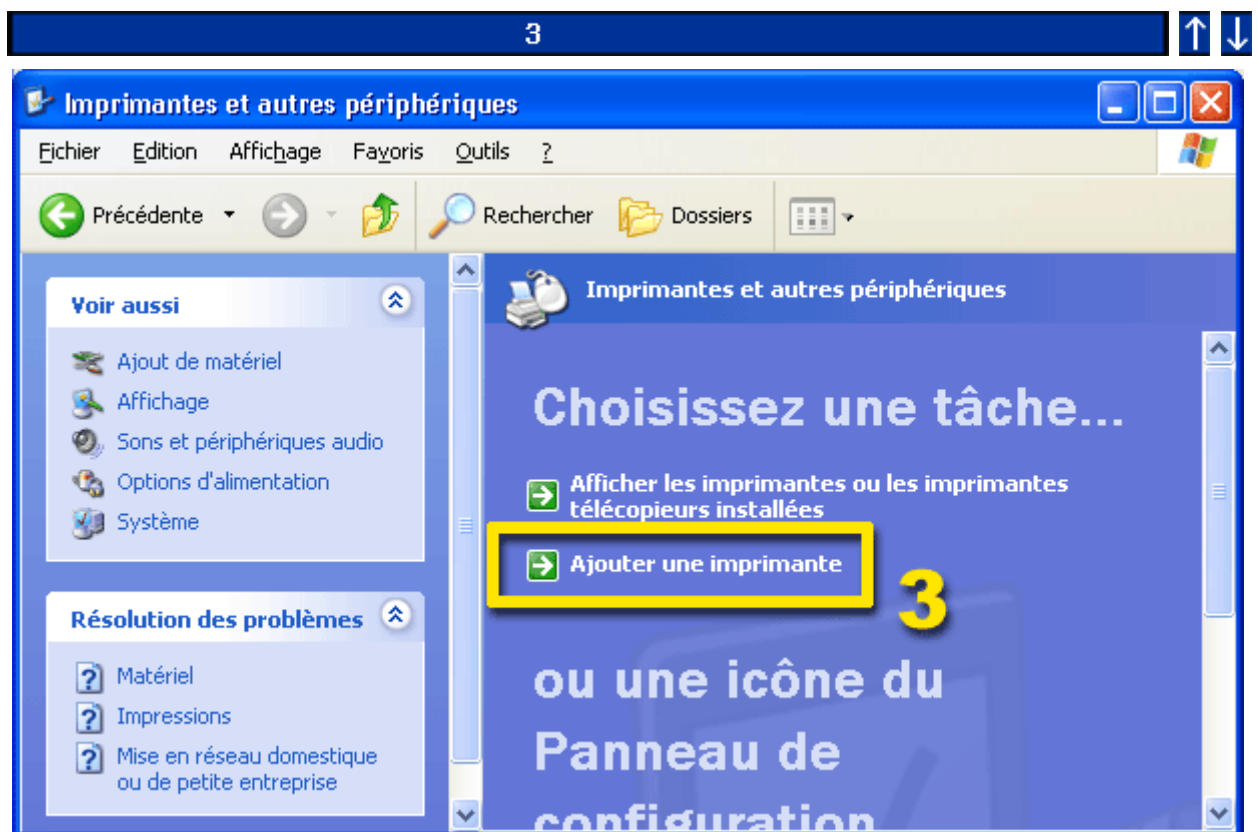 3
Imprimantes et autres périphériques
Fichier Edition Affichage Favoris Outils ?
Précédente Rechercher Dossiers
Voir aussi
Ajout de matériel
Affichage
Sons et périphériques audio
Options d'alimentation
Système
Résolution des problèmes
Matériel
Impressions
Mise en réseau domestique
ou de petite entreprise
Imprimantes et autres périphériques
Choisissez une tâche...
Afficher les imprimantes ou les imprimantes
télécopieurs installées
Ajouter une imprimante
3
ou une icône du
Panneau de
configuration